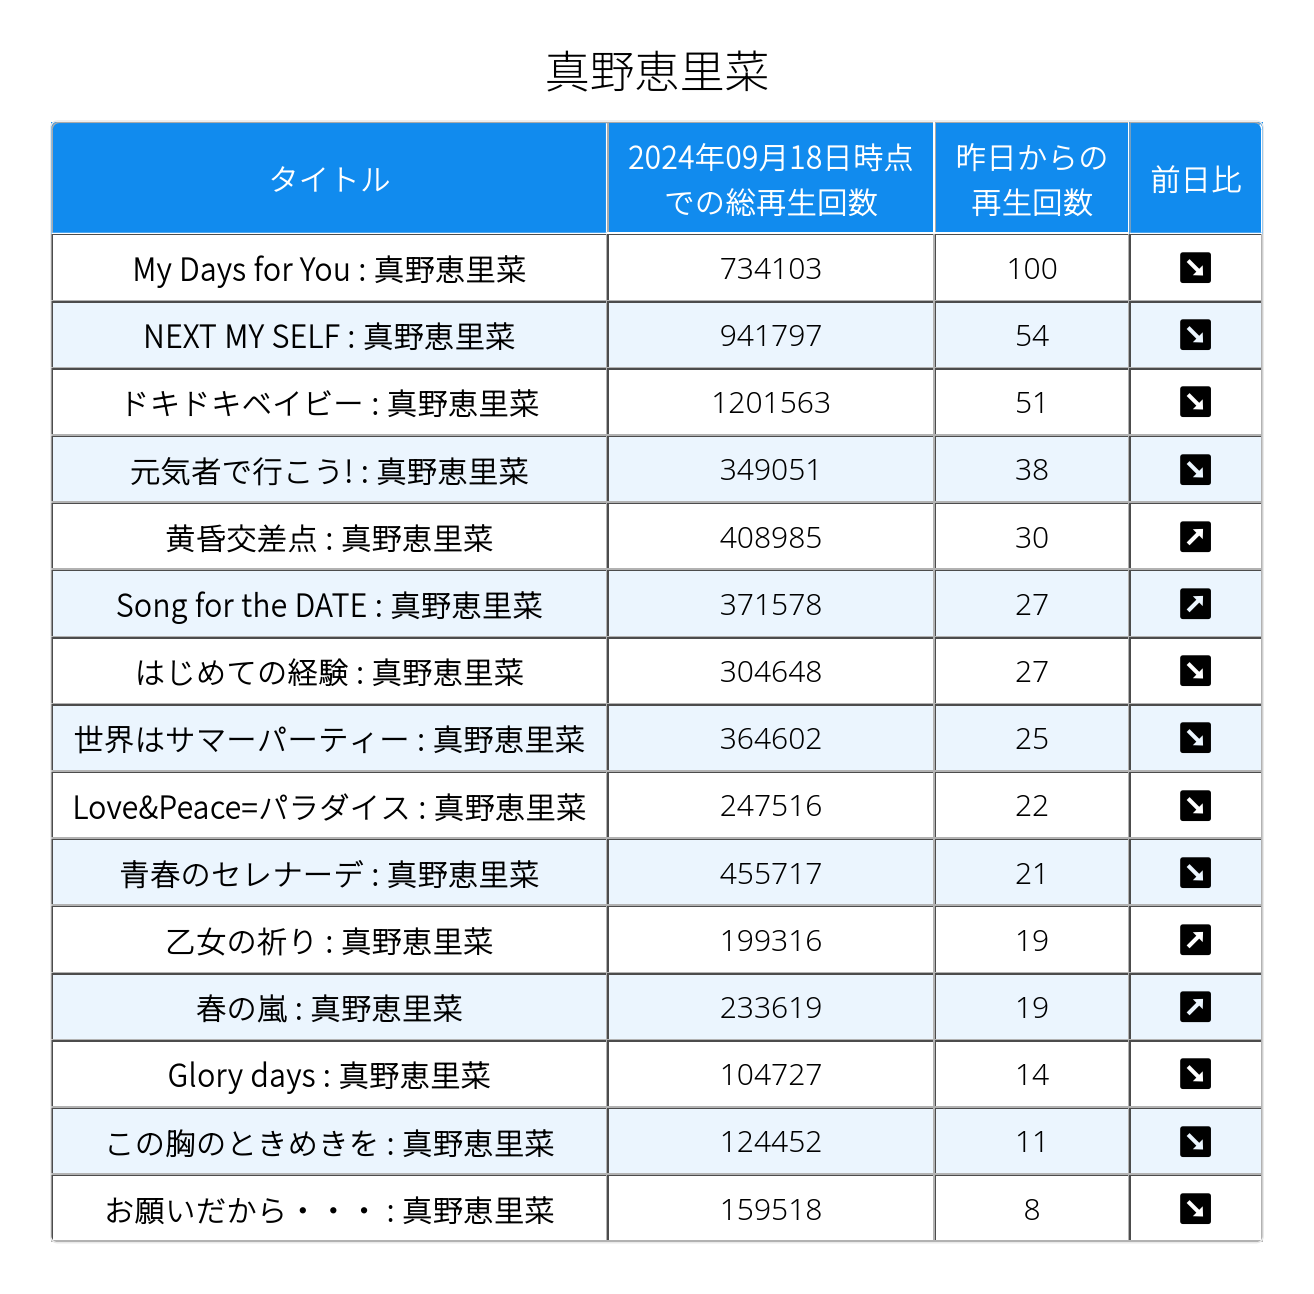 真野恵里菜
タイトル
2024年09月18日時点
での総再生回数
昨日からの
再生回数
前日比
My Days for You : 真野恵里菜 734103 100 ↘
NEXT MY SELF : 真野恵里菜 941797 54 ↘
ドキドキベイビー : 真野恵里菜 1201563 51 ↘
元気者で行こう! : 真野恵里菜 349051 38 ↘
黄昏交差点 : 真野恵里菜 408985 30 ↗
Song for the DATE : 真野恵里菜 371578 27 ↗
はじめての経験 : 真野恵里菜 304648 27 ↘
世界はサマーパーティー : 真野恵里菜 364602 25 ↘
Love&Peace=パラダイス : 真野恵里菜 247516 22 ↘
青春のセレナーデ : 真野恵里菜 455717 21 ↘
乙女の祈り : 真野恵里菜 199316 19 ↗
春の嵐 : 真野恵里菜 233619 19 ↗
Glory days : 真野恵里菜 104727 14 ↘
この胸のときめきを : 真野恵里菜 124452 11 ↘
お願いだから・・・ : 真野恵里菜 159518 8 ↘